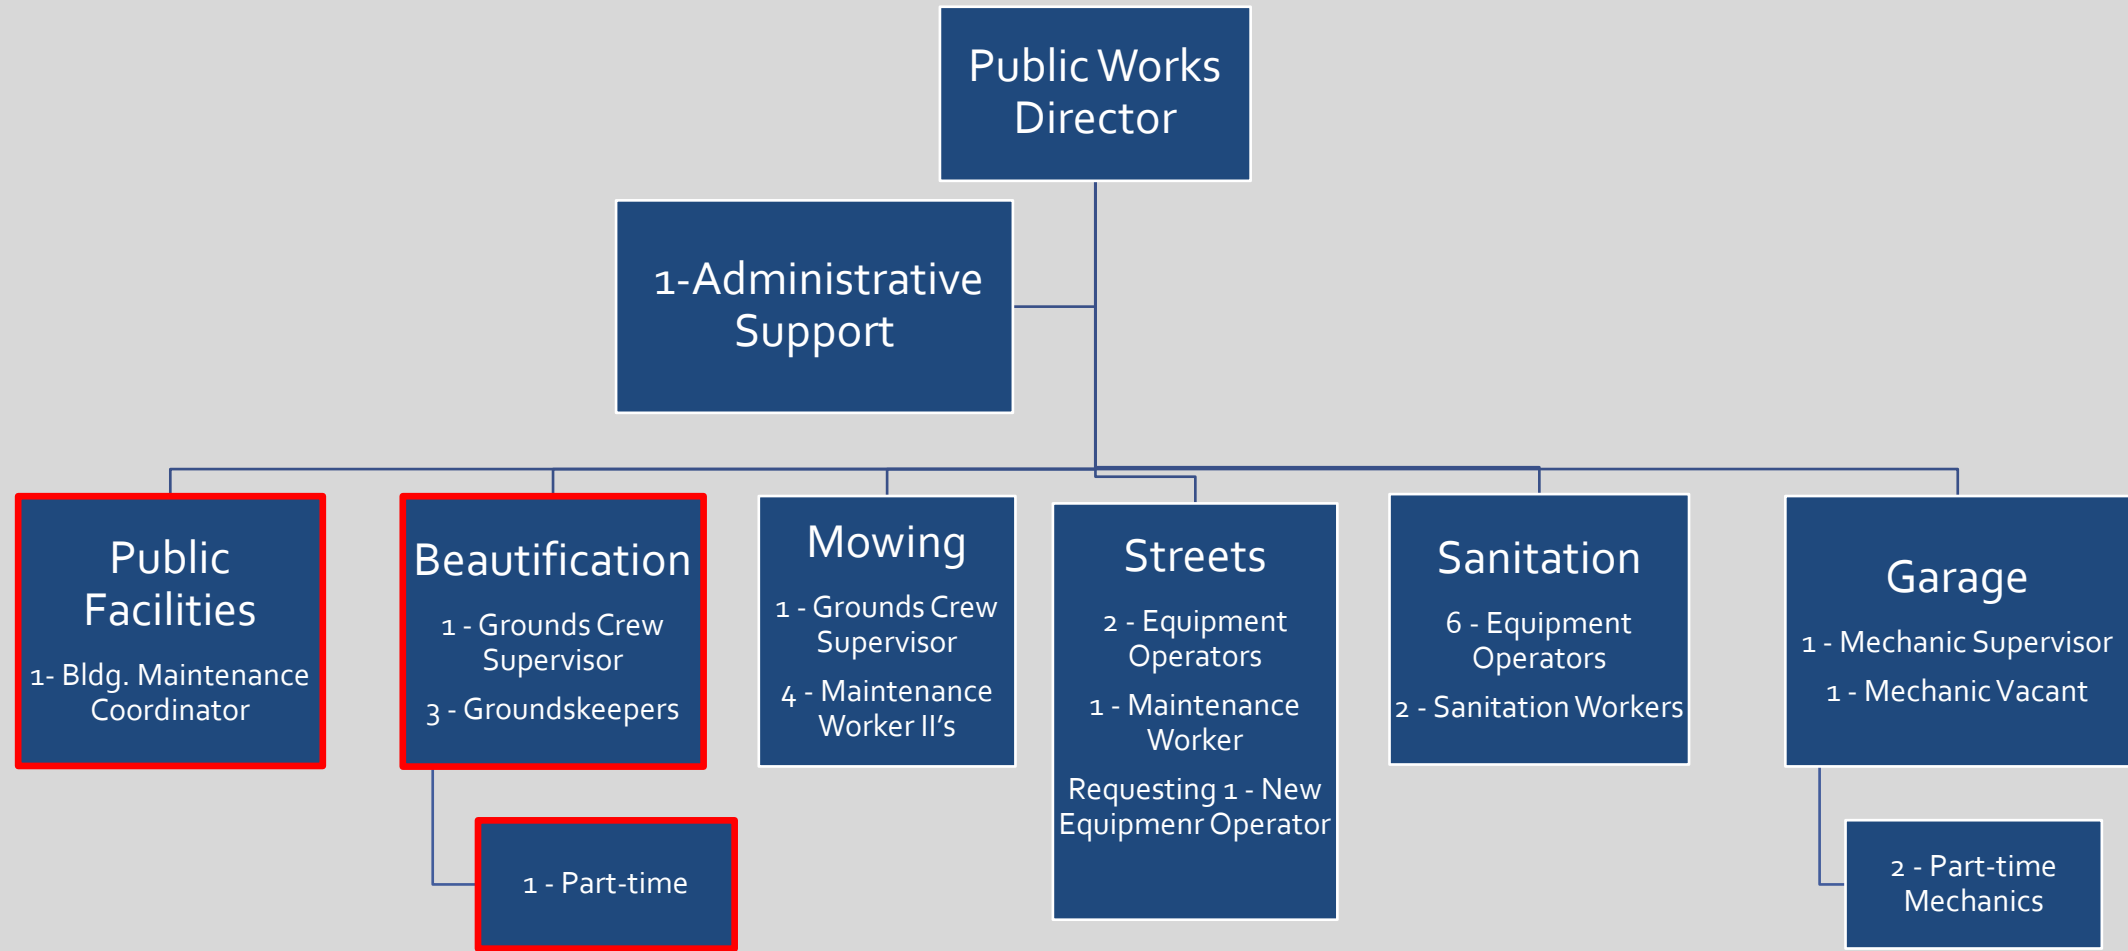 Public Works
Director
1-Administrative
Support
Public
Facilities
1- Bldg. Maintenance
Coordinator
Beautification
1 - Grounds Crew
Supervisor
3 - Groundskeepers
1 - Part-time
Mowing
1 - Grounds Crew
Supervisor
4 - Maintenance
Worker II's
Streets
2 - Equipment
Operators
1 - Maintenance
Worker
Requesting 1 - New
Equipmenr Operator
Sanitation
6 - Equipment
Operators
2 - Sanitation Workers
Garage
1 - Mechanic Supervisor
1 - Mechanic Vacant
2 - Part-time
Mechanics